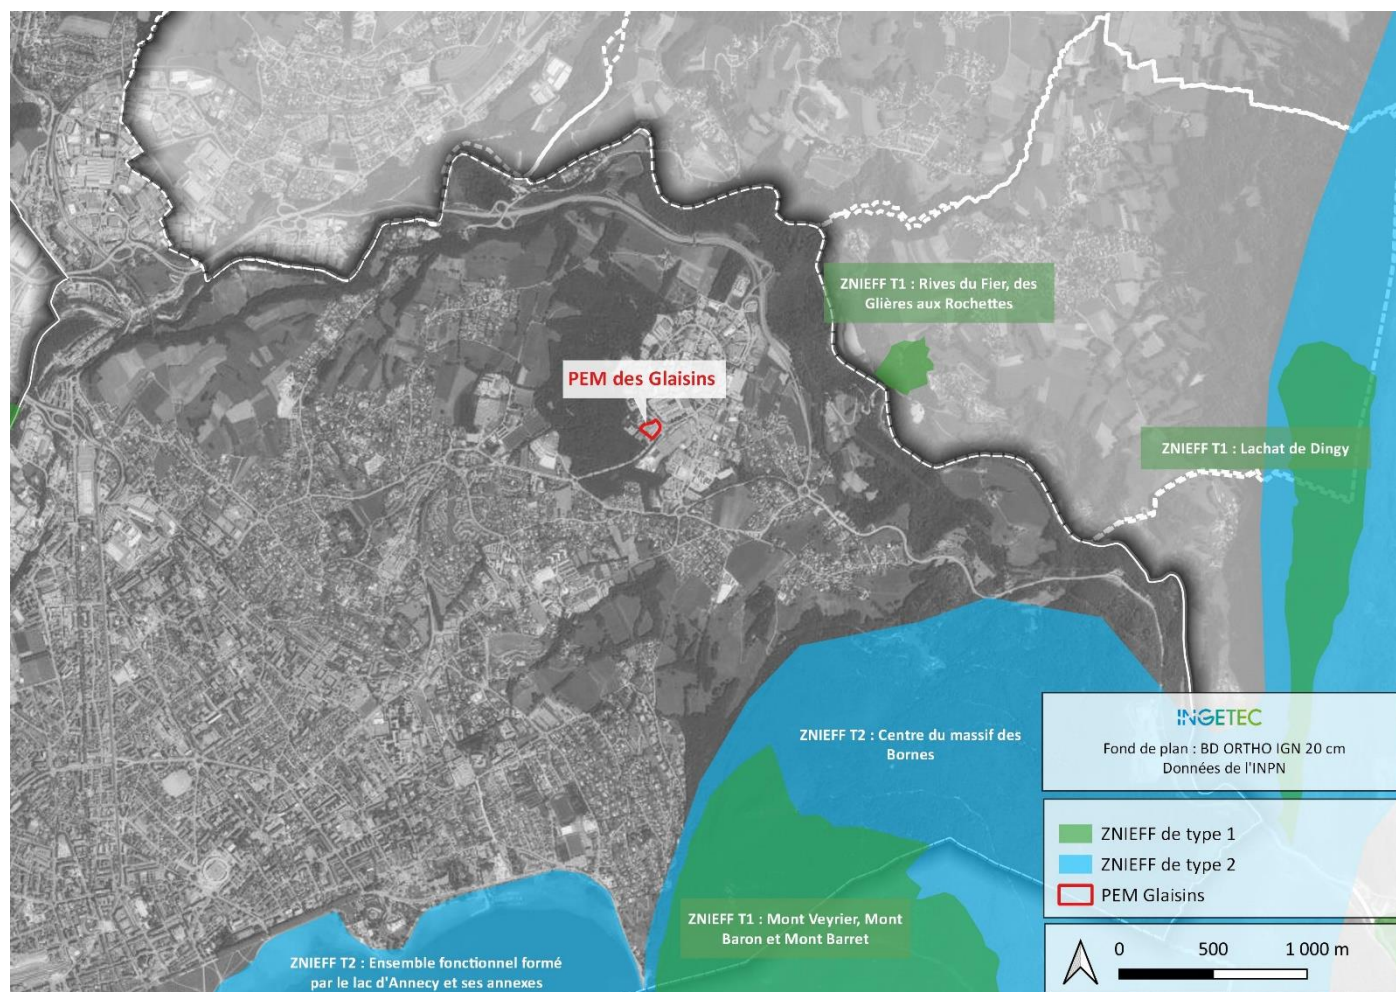 ZNIEFF T1 : Rives du Fier, des
Glières aux Rochettes
PEM des Glaisins
ZNIEFF T1 : Lachat de Dingy
ZNIEFF T2 : Centre du massif des
Bornes
INGETEC
Fond de plan : BD ORTHO IGN 20 cm
Données de l'INPN
ZNIEFF de type 1
ZNIEFF de type 2
PEM Glaisins
ZNIEFF T1 : Mont Veyrier, Mont
Baron et Mont Barret
ZNIEFF T2 : Ensemble fonctionnel formé
par le lac d'Annecy et ses annexes
0 500 1 000 m